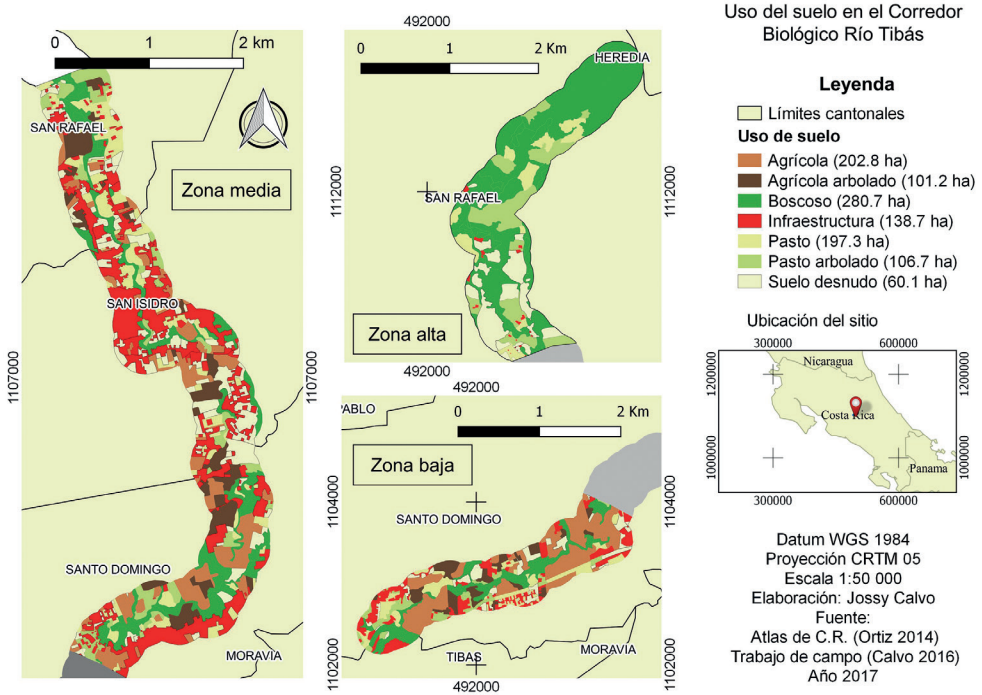 0 1 2 Km
SAN RAFAEL
Zona media
SAN ISIDRO
1107000
1107000
SANTO DOMINGO
MORAVIA
492000
0 1 2 Km
HEREDIA
1112000
1112000
SAN RAFAEL
Zona alta
492000
492000
PABLO
0 1 2 Km
Zona baja
1104000
1104000
SANTO DOMINGO
TIBAS
MORAVIA
1102000
1102000
492000
Uso del suelo en el Corredor
Biológico Río Tibás
Leyenda
Límites cantonales
Uso de suelo
Agrícola (202.8 ha)
Agrícola arbolado (101.2 ha)
Boscoso (280.7 ha)
Infraestructura (138.7 ha)
Pasto (197.3 ha)
Pasto arbolado (106.7 ha)
Suelo desnudo (60.1 ha)
Ubicación del sitio
300000 600000
1200000
1200000
Nicaragua
Costa Rica
Panama
1000000
1000000
300000 600000
Datum WGS 1984
Proyección CRTM 05
Escala 1:50 000
Elaboración: Jossy Calvo
Fuente:
Atlas de C.R. (Ortiz 2014)
Trabajo de campo (Calvo 2016)
Año 2017